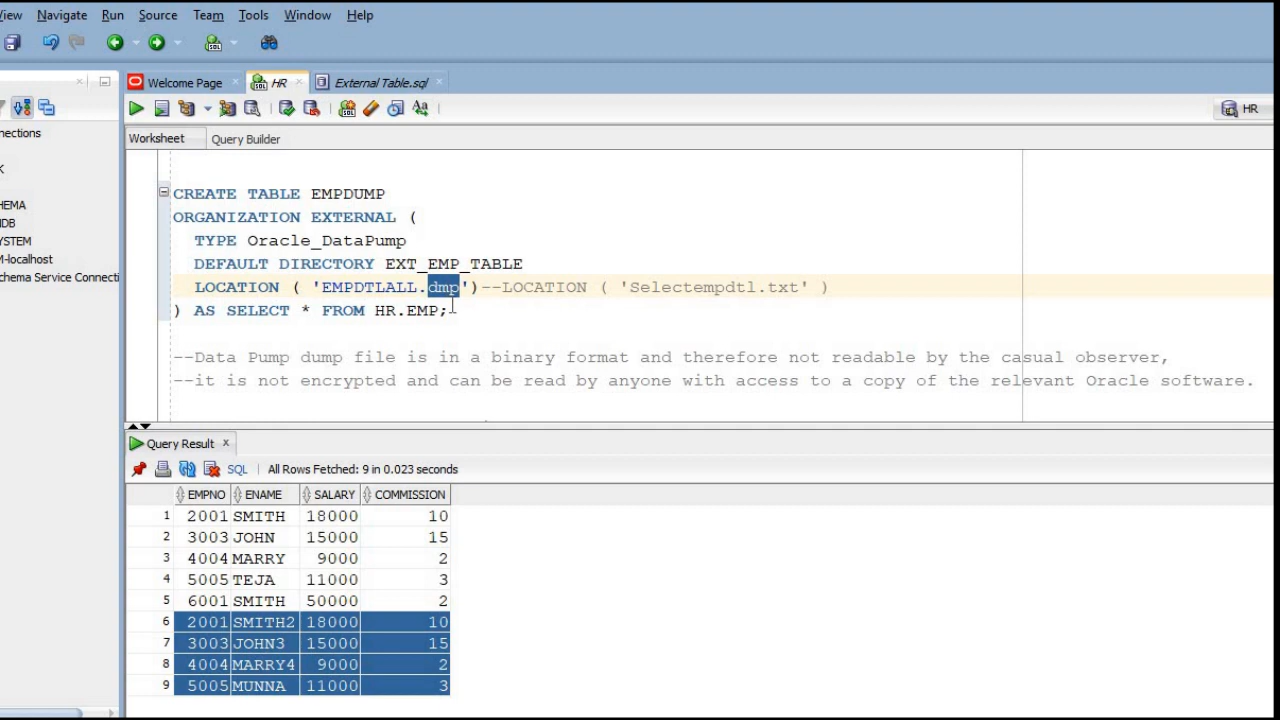 View Navigate Run Source Team Tools Window Help
Welcome Page HR External Table.sql
HR
Worksheet Query Builder
CREATE TABLE EMPDUMP
ORGANIZATION EXTERNAL (
TYPE Oracle_DataPump
DEFAULT DIRECTORY EXT_EMP_TABLE
LOCATION ( 'EMPDTLALL.dmp')--LOCATION ( 'Selectempdtl.txt' )
) AS SELECT * FROM HR.EMP;
--Data Pump dump file is in a binary format and therefore not readable by the casual observer,
--it is not encrypted and can be read by anyone with access to a copy of the relevant Oracle software.
nections
K
HEMA
NDB
YSTEM
M-localhost
chema Service Connecti
Query Result
SQL | All Rows Fetched: 9 in 0.023 seconds
EMPNO ENAME SALARY COMMISSION
1 2001 SMITH 18000 10
2 3003 JOHN 15000 15
3 4004 MARRY 9000 2
4 5005 TEJA 11000 3
5 6001 SMITH 50000 2
6 2001 SMITH2 18000 10
7 3003 JOHN3 15000 15
8 4004 MARRY4 9000 2
9 5005 MUNNA 11000 3